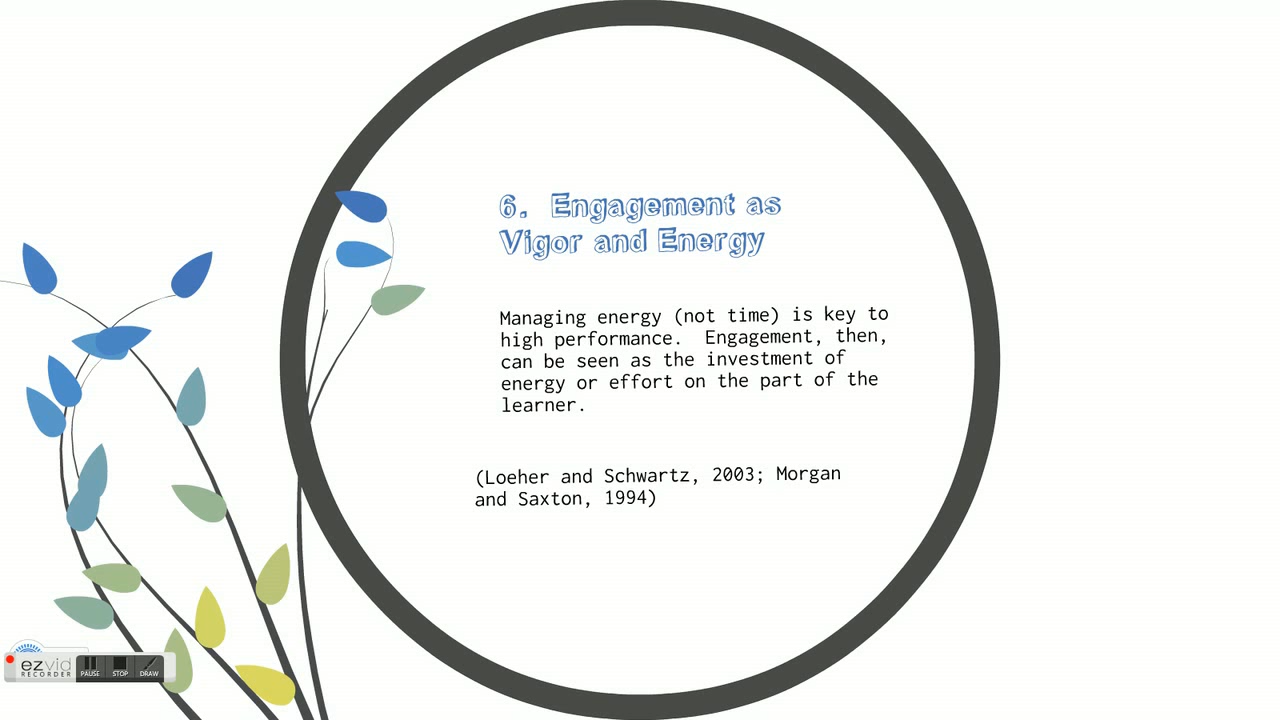 6.  Engagement as
Vigor and Energy
Managing energy (not time) is key to
high performance.  Engagement, then,
can be seen as the investment of
energy or effort on the part of the
learner.
(Loeher and Schwartz, 2003; Morgan
and Saxton, 1994)
ezvid
RECORDER
PAUSE
STOP
DRAW